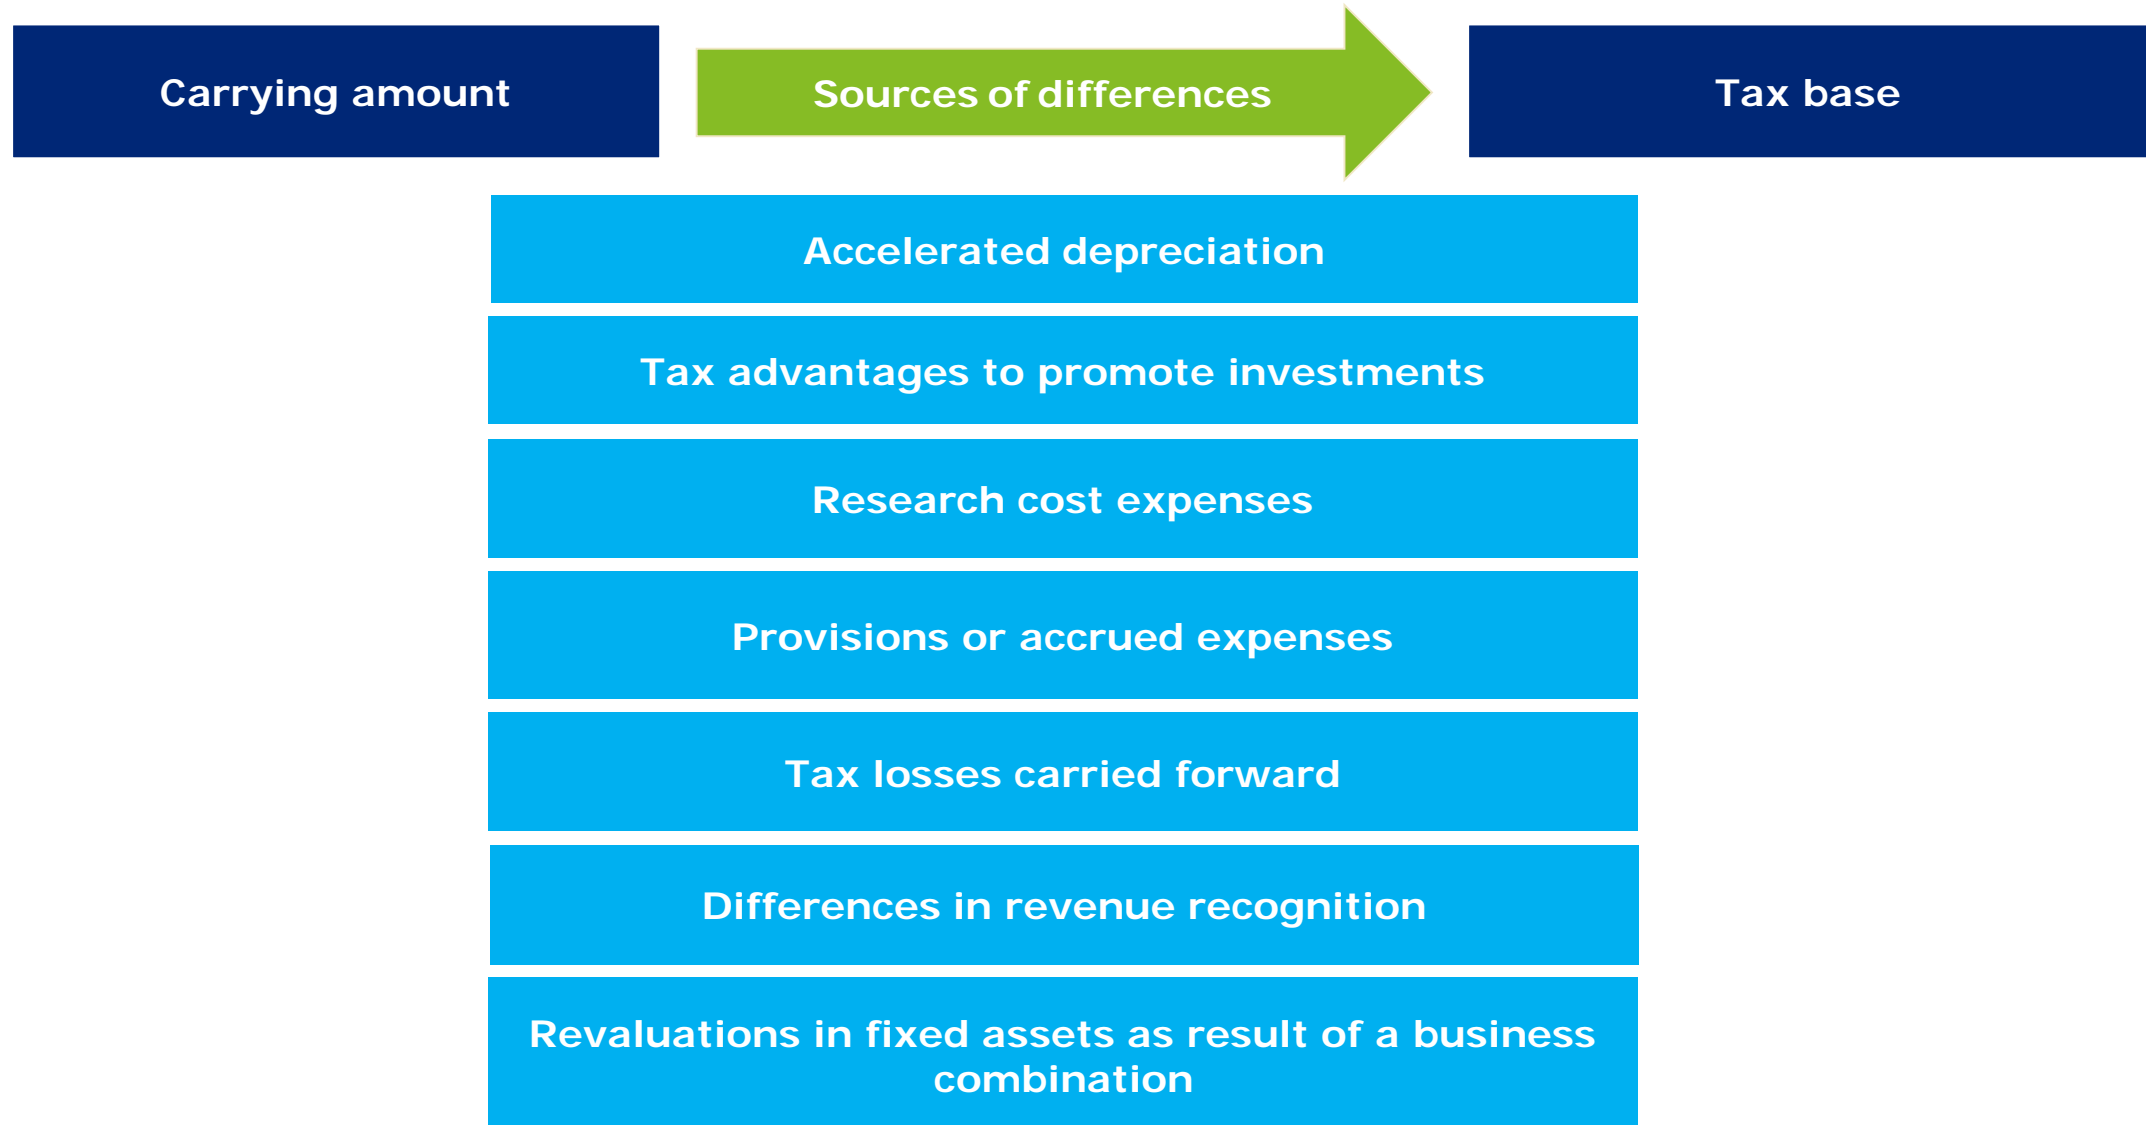 Carrying amount
Sources of differences
Tax base
Accelerated depreciation
Tax advantages to promote investments
Research cost expenses
Provisions or accrued expenses
Tax losses carried forward
Differences in revenue recognition
Revaluations in fixed assets as result of a business
combination